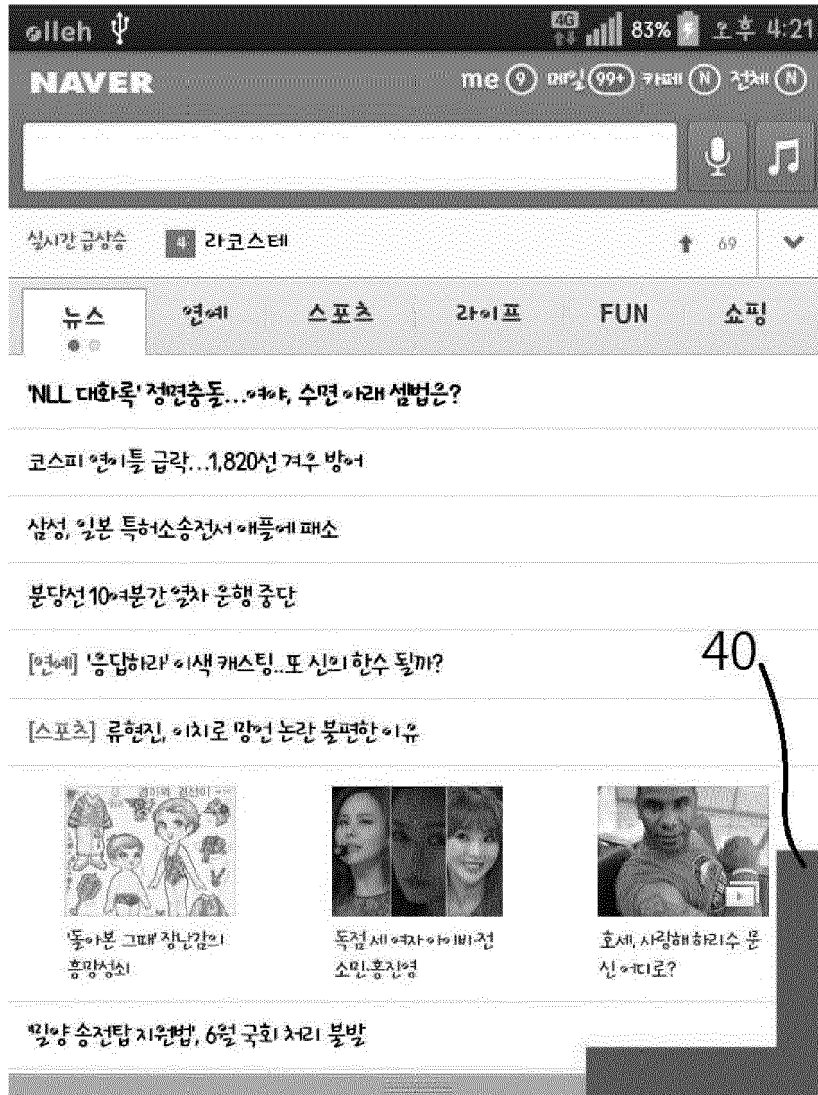 olleh 4G 83% 오후 4:21
NAVER me 9 메일 99+ 카페 N 전체 N
실시간 급상승 4 라코스테 69
뉴스 연예 스포츠 라이프 FUN 쇼핑
'NLL 대화록' 정면충돌...여야, 수면 아래 셈법은?
코스피 연이틀 급락...1,820선 겨우 방어
삼성, 일본 특허소송전서 애플에 패소
분당선 10여분간 열차 운행 중단
[연예] '응답하라' 이색 캐스팅..또 신의 한수 될까?
40
[스포츠] 류현진, 이치로 망언 논란 불편한 이유
'돌아본 그때' 장난감의
흥망성쇠
독점 세 여자 아이비·전
소민·홍진영
호세, 사랑해 하리수 문
신 어디로?
'밀양 송전탑 지원법', 6월 국회 처리 불발